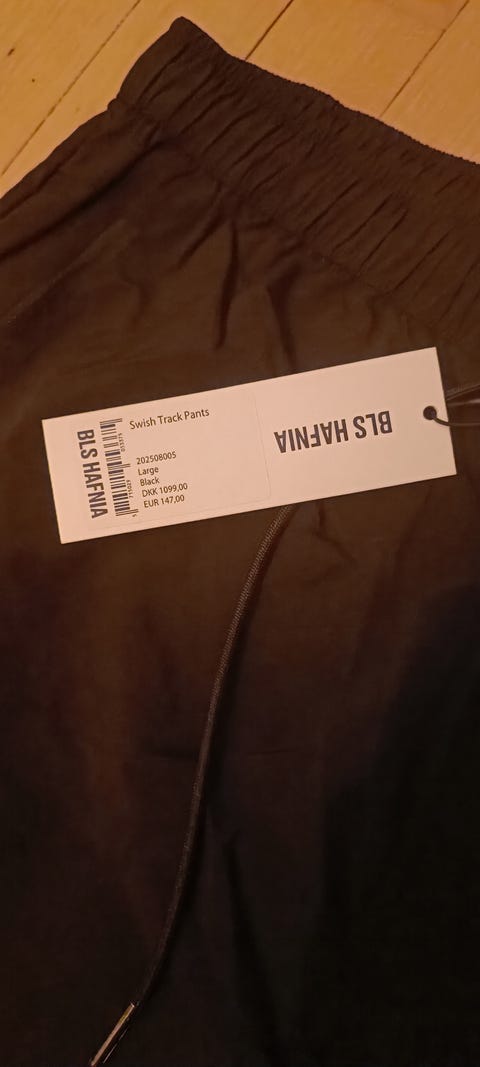 BLS HAFNIA
Swish Track Pants
202508005
Large
Black
DKK 1099,00
EUR 147,00
BLS HAFNIA